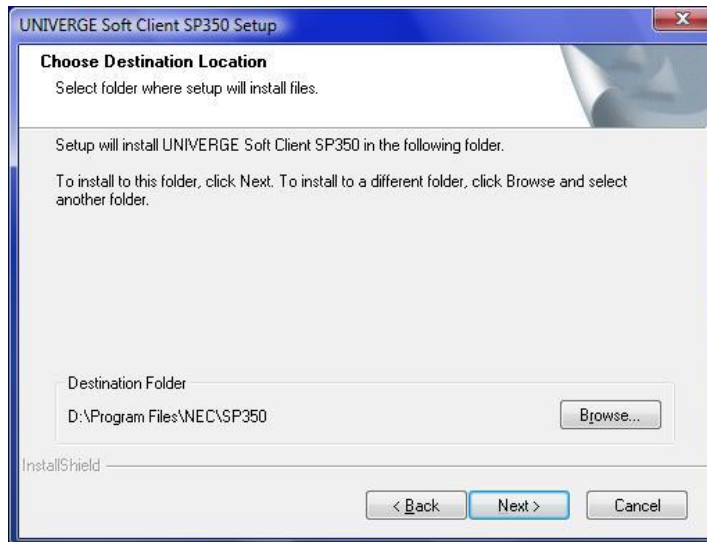 UNIVERGE Soft Client SP350 Setup
X
Choose Destination Location
Select folder where setup will install files.
Setup will install UNIVERGE Soft Client SP350 in the following folder.
To install to this folder, click Next. To install to a different folder, click Browse and select
another folder.
Destination Folder
D:\Program Files\NEC\SP350
Browse...
InstallShield
< Back
Next >
Cancel